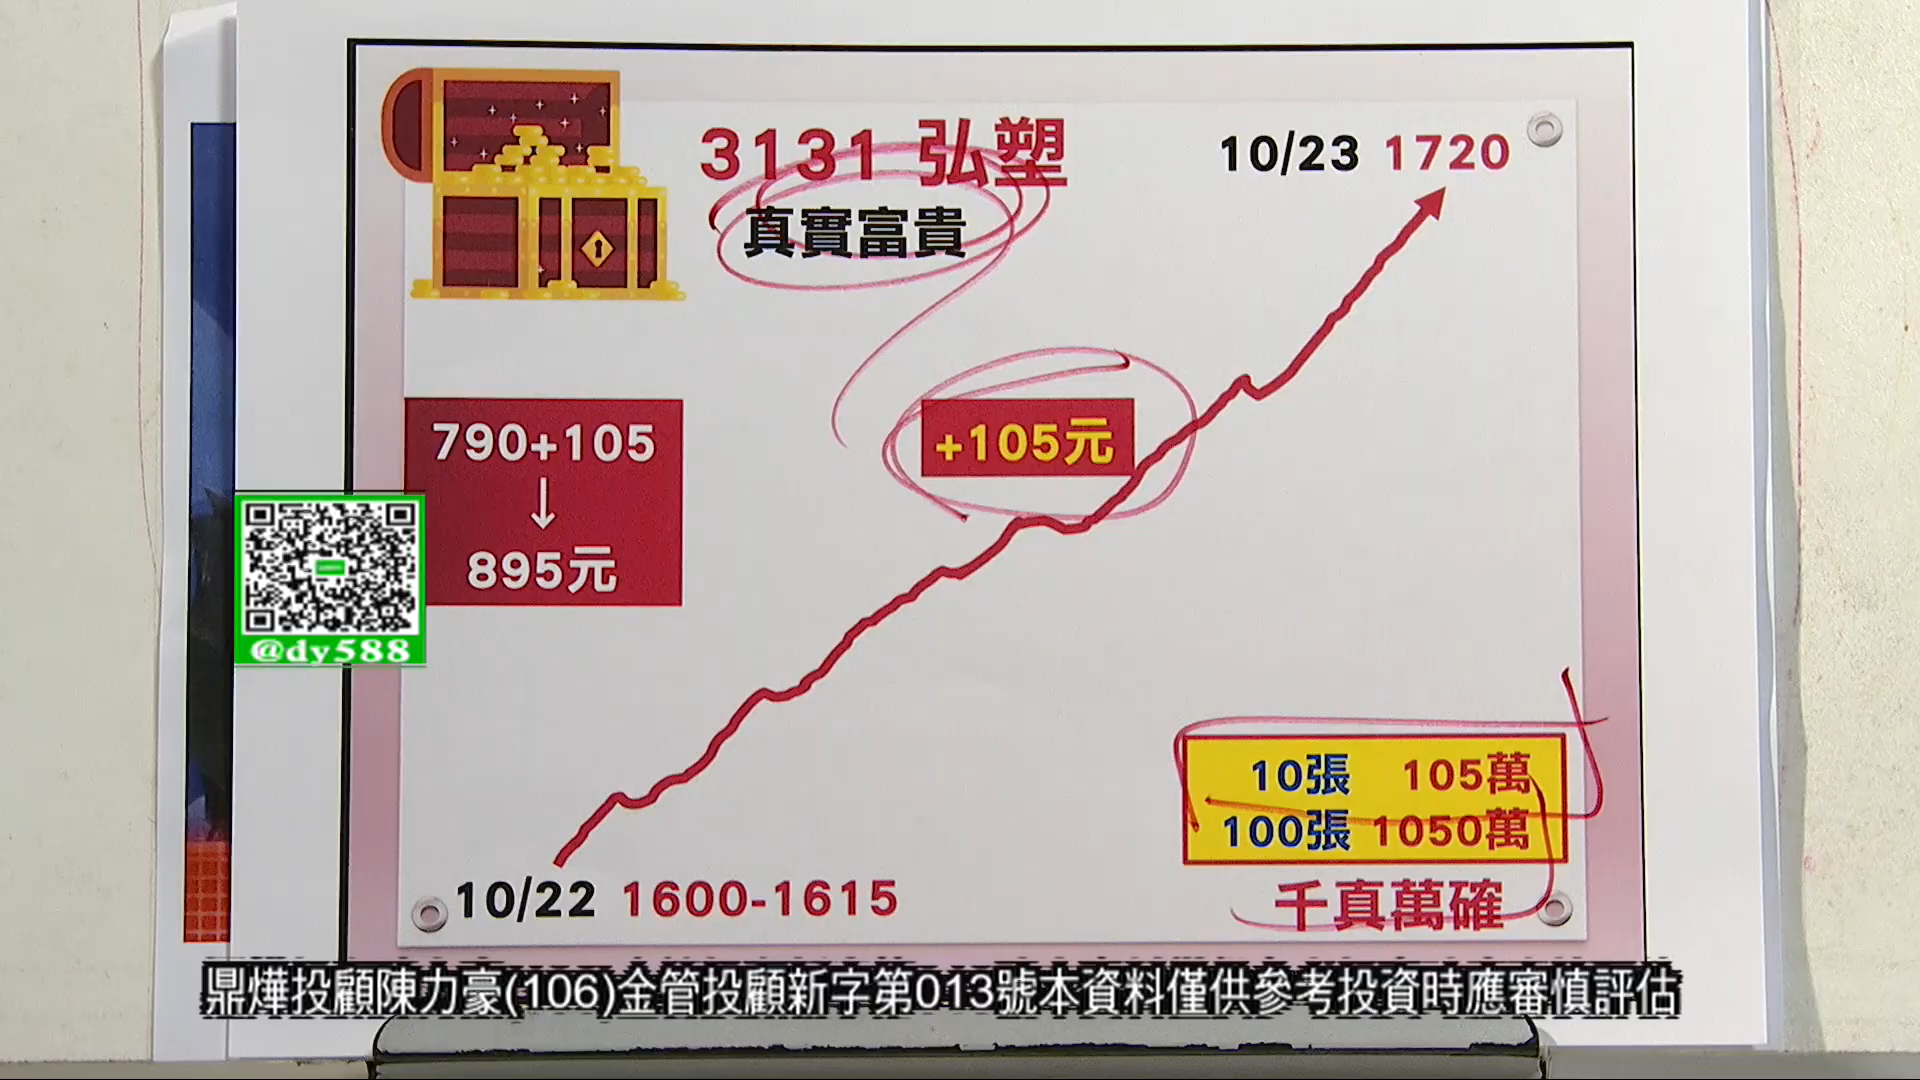 3131 弘塑
真實富貴
10/23 1720
790+105
↓
895元
+105元
@dy588
10張 105萬
100張 1050萬
千真萬確
10/22 1600-1615
鼎燁投顧陳力豪(106)金管投顧新字第013號本資料僅供參考投資時應審慎評估